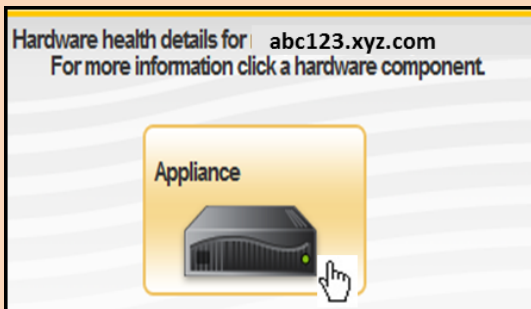 Hardware health details for abc123.xyz.com
For more information click a hardware component.
Appliance